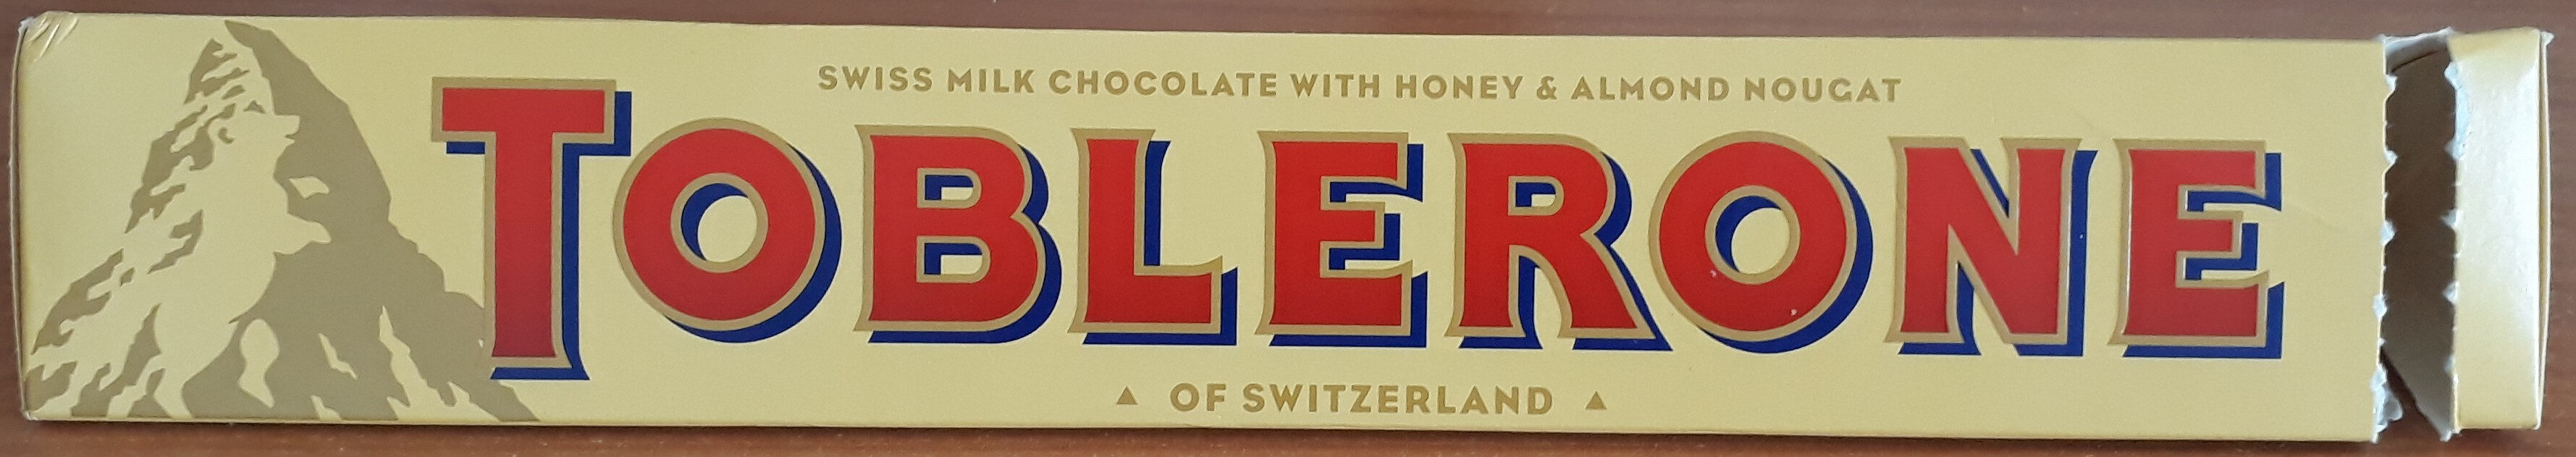 SWISS MILK CHOCOLATE WITH HONEY & ALMOND NOUGAT
TOBLERONE
▲ OF SWITZERLAND ▲